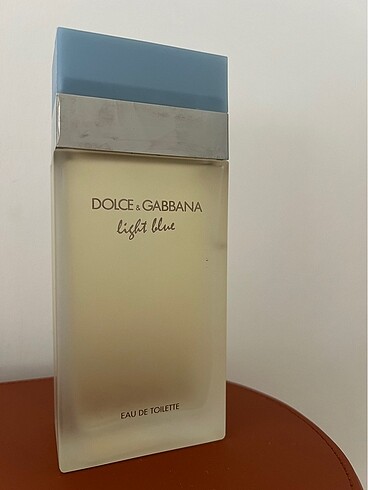 DOLCE & GABBANA
light blue
EAU DE TOILETTE